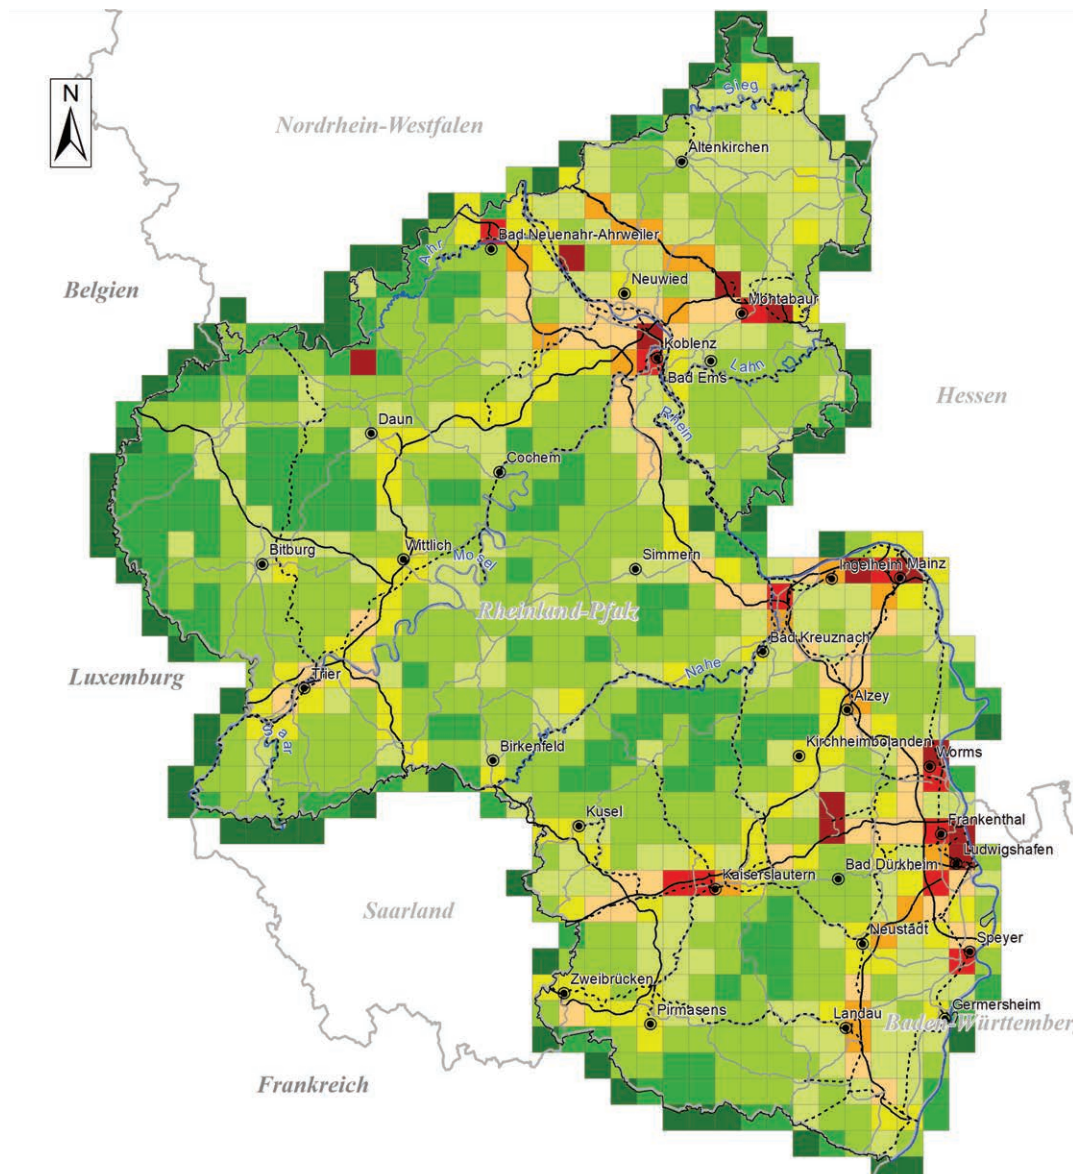 N
Sieg
Nordrhein-Westfalen
Altenkirchen
Bad Neuenahr-Ahrweiler
Ahr
Belgien
Neuwied
Montabaur
Koblenz
Lahn
Bad Ems
Hessen
Rhein
Daun
Cochem
Bitburg
Wittlich
Mosel
Simmern
Ingelheim
Mainz
Rheinland-Pfalz
Bad Kreuznach
Nahe
Luxemburg
Trier
Alzey
Saar
Birkenfeld
Kirchheimbolanden
Worms
Kusel
Frankenthal
Ludwigshafen
Kaiserslautern
Bad Dürkheim
Saarland
Neustadt
Speyer
Zweibrücken
Pirmasens
Landau
Germersheim
Baden-Württemberg
Frankreich